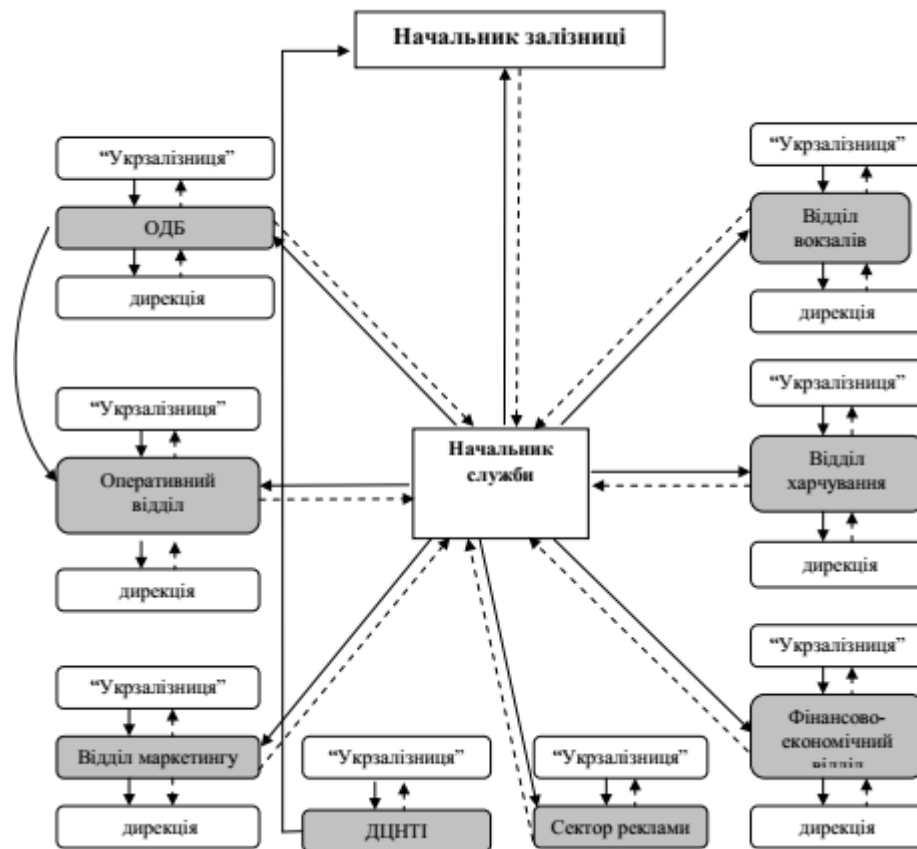 Начальник залізниці
“Укрзалізниця”
ОДБ
дирекція
“Укрзалізниця”
Відділ
вокзалів
дирекція
“Укрзалізниця”
Оперативний
відділ
дирекція
Начальник
служби
“Укрзалізниця”
Відділ
харчування
дирекція
“Укрзалізниця”
Відділ маркетингу
дирекція
“Укрзалізниця”
ДЦНТІ
“Укрзалізниця”
Сектор реклами
“Укрзалізниця”
Фінансово-
економічний
відділ
дирекція